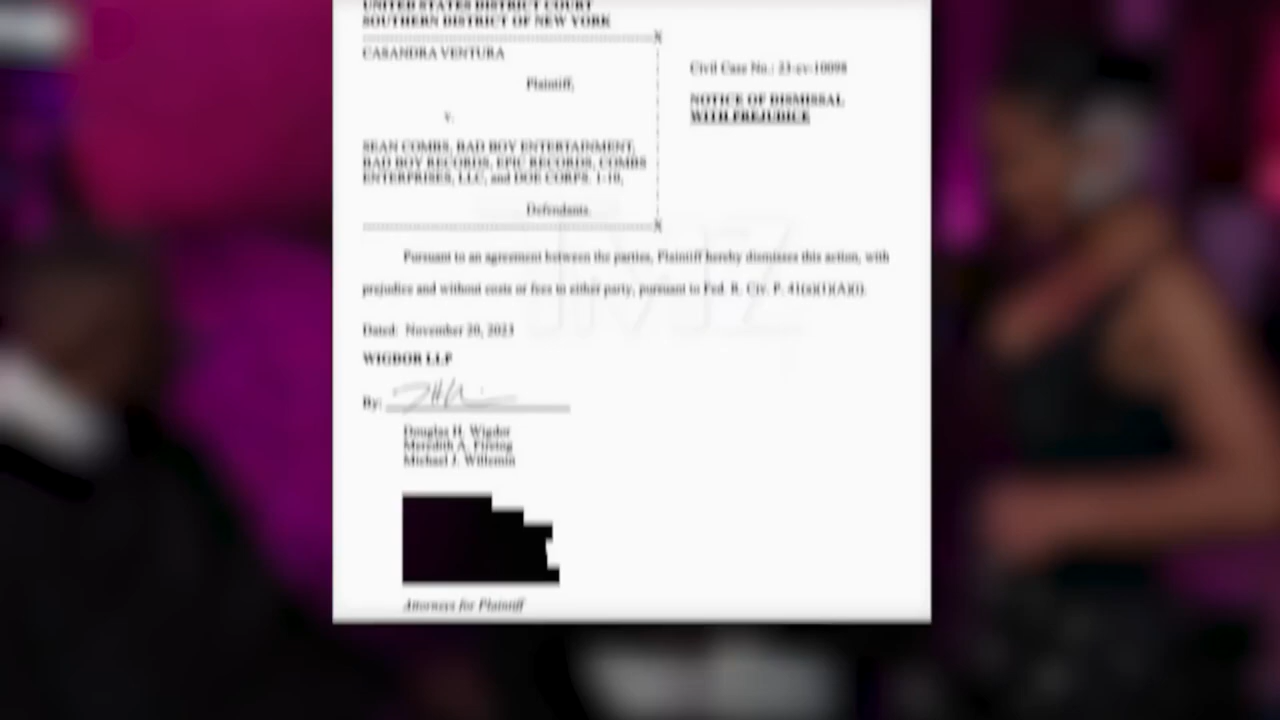 UNITED STATES DISTRICT COURT
SOUTHERN DISTRICT OF NEW YORK
CASANDRA VENTURA
Plaintiff,
v.
SEAN COMBS, BAD BOY ENTERTAINMENT,
BAD BOY RECORDS, EPIC RECORDS, COMBS
ENTERPRISES, LLC, and DOE CORPS. 1-10,
Defendants.
X
Civil Case No.: 23-cv-10098
NOTICE OF DISMISSAL
WITH PREJUDICE
X
Pursuant to an agreement between the parties, Plaintiff hereby dismisses this action, with
prejudice and without costs or fees to either party, pursuant to Fed. R. Civ. P. 41(a)(1)(A)(i).
Dated: November 20, 2023
WIGDOR LLP
By:
Douglas H. Wigdor
Meredith A. Firetog
Michael J. Willemin
Attorneys for Plaintiff
TMZ